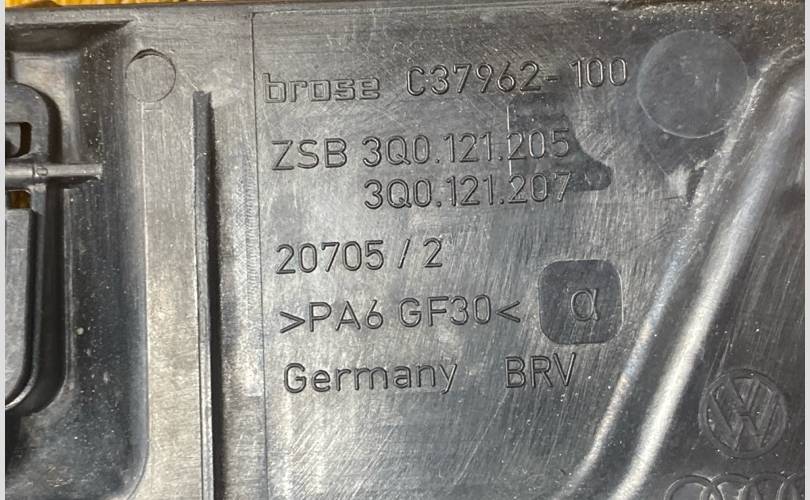 brose C37962-100
ZSB 3Q0.121.205
3Q0.121.207
20705 / 2
>PA6 GF30< α
Germany BRV